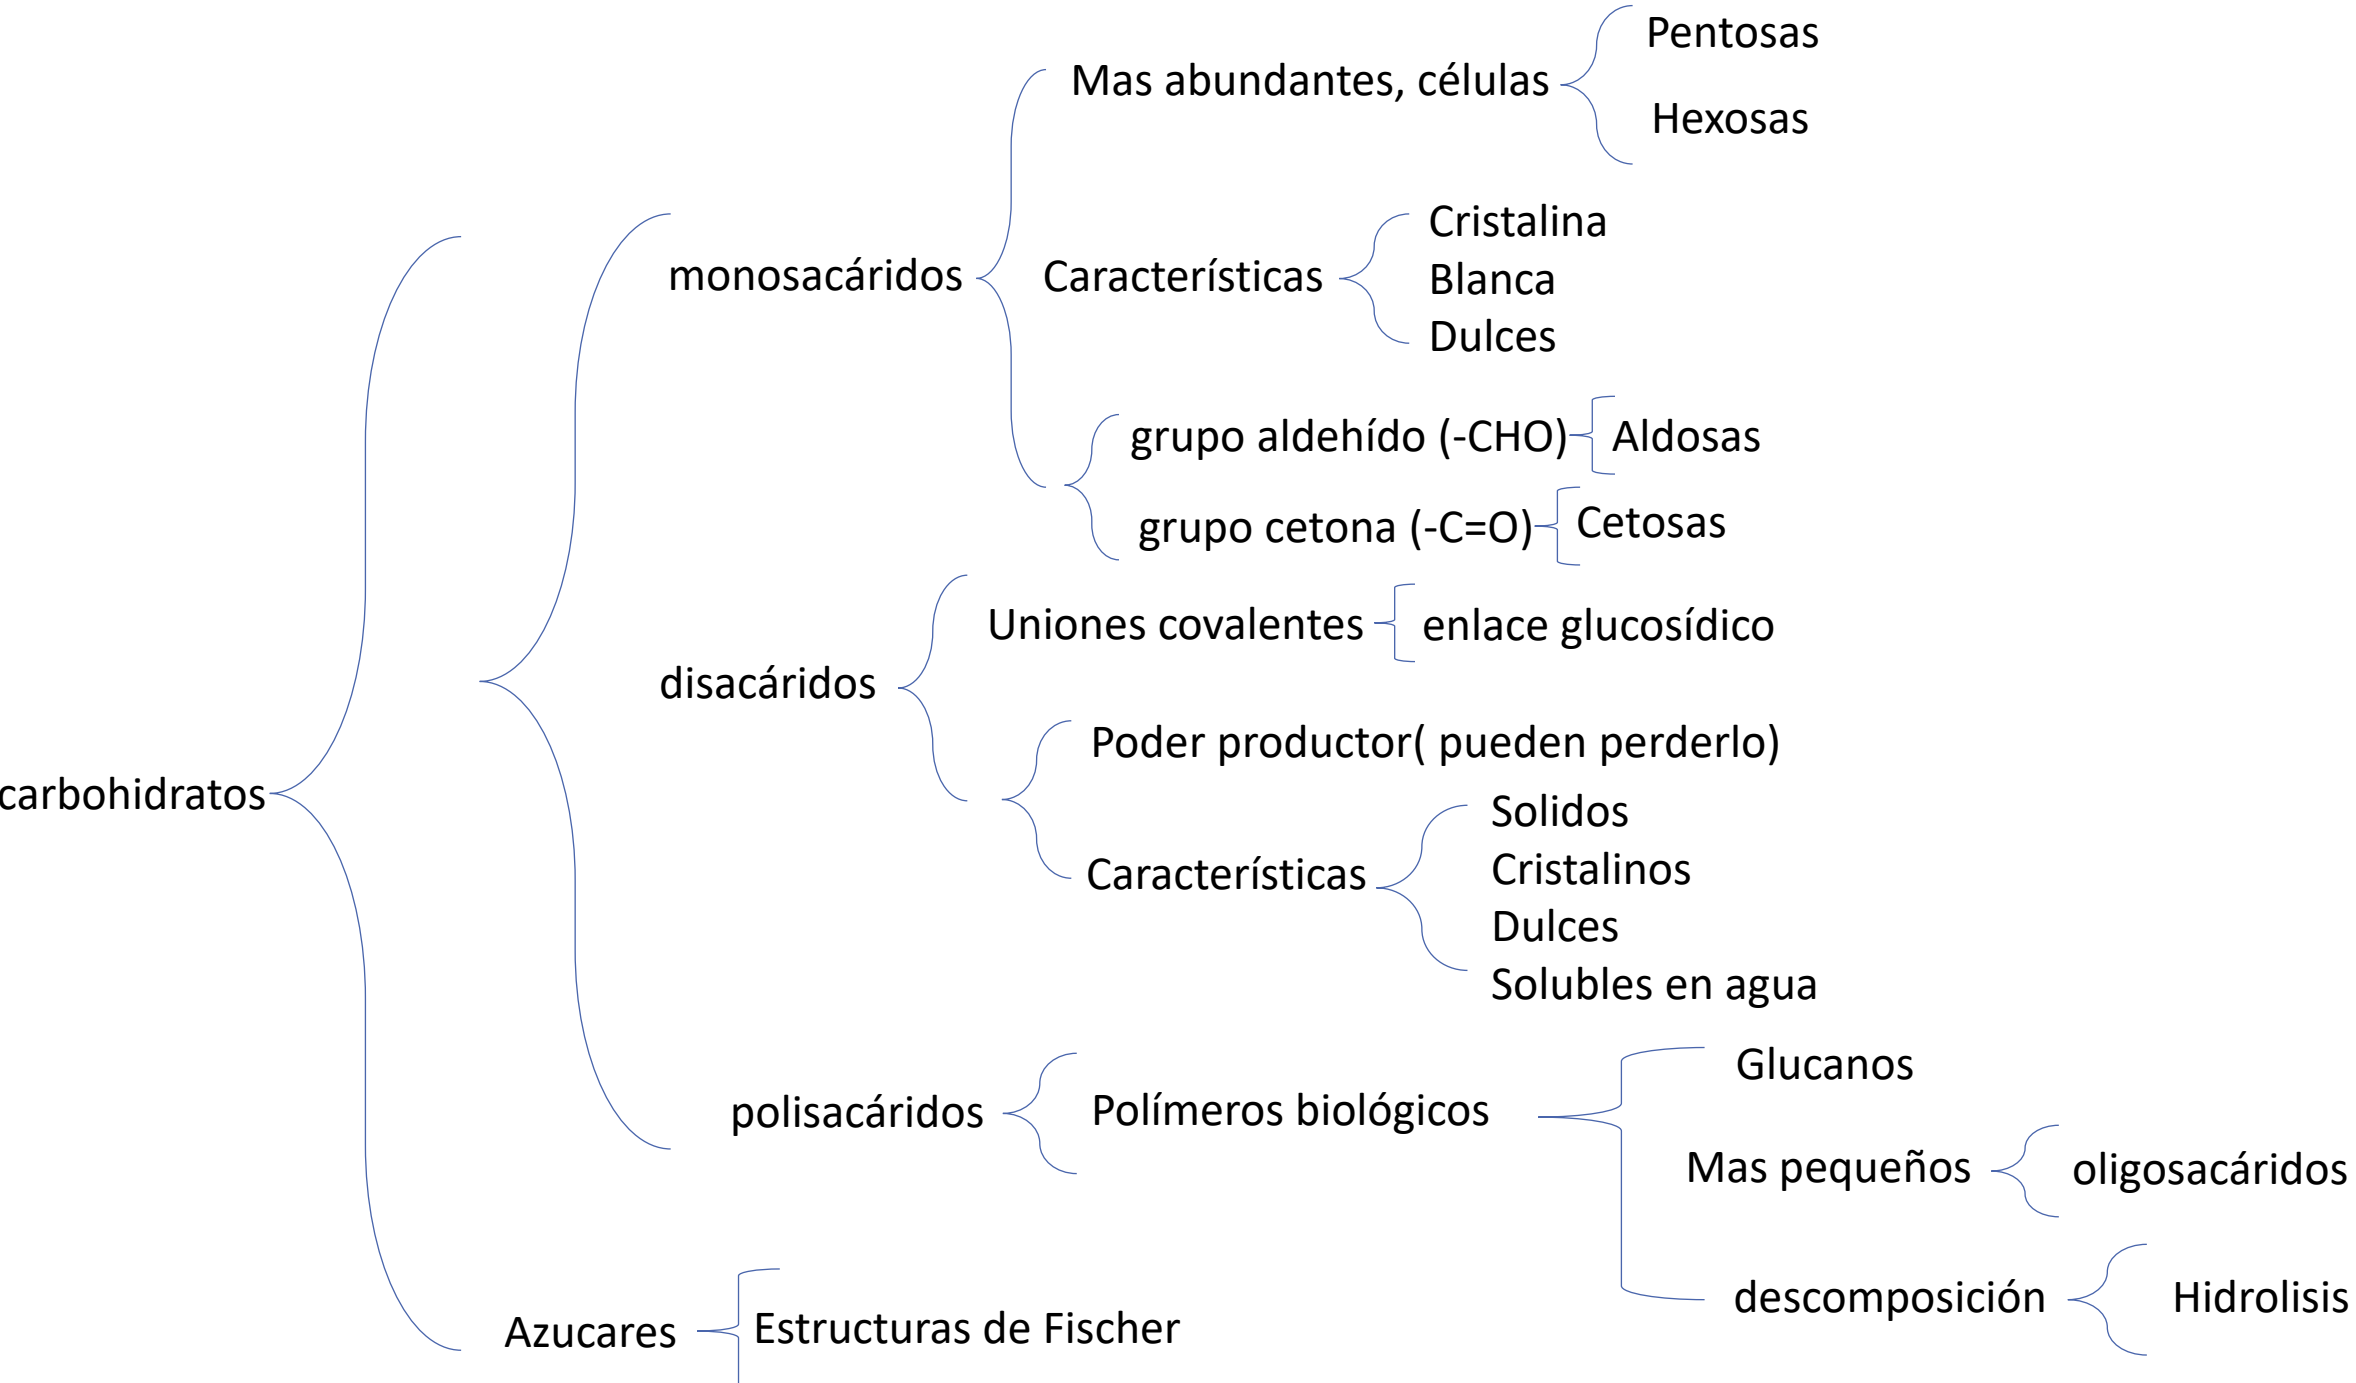 Pentosas
Mas abundantes, células
Hexosas
Cristalina
monosacáridos
Características
Blanca
Dulces
grupo aldehído (-CHO)
Aldosas
grupo cetona (-C=O)
Cetosas
Uniones covalentes
enlace glucosídico
disacáridos
Poder productor( pueden perderlo)
carbohidratos
Solidos
Características
Cristalinos
Dulces
Solubles en agua
Glucanos
polisacáridos
Polímeros biológicos
Mas pequeños
oligosacáridos
descomposición
Hidrolisis
Azucares
Estructuras de Fischer